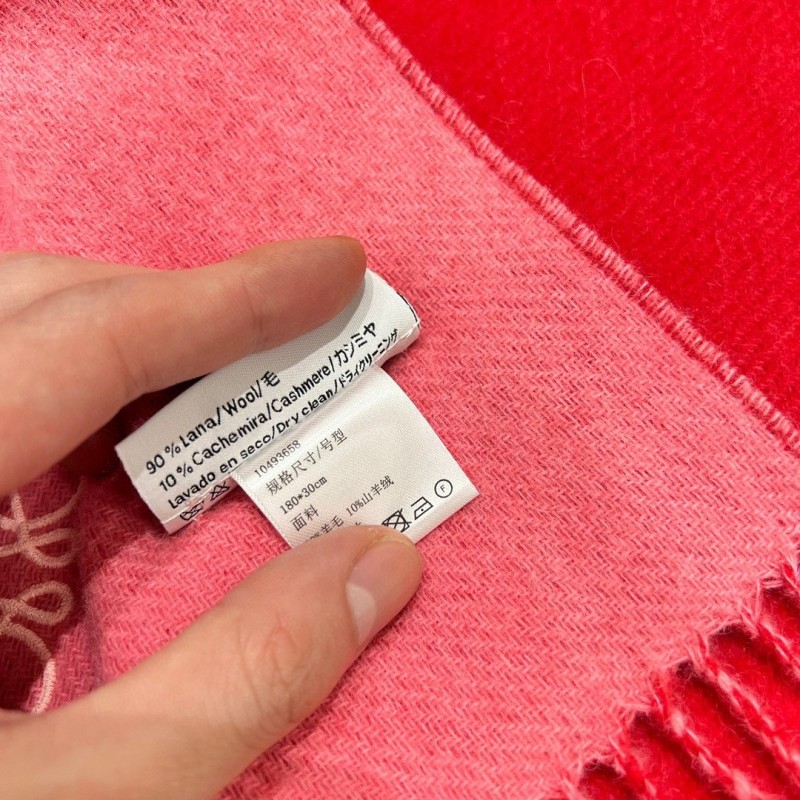 90 % Lana/Wool/毛
10 % Cachemira/Cashmere/カシミヤ
Lavado en seco/Dry clean/ドライクリーニング
10493658
规格尺寸/号型
180*30cm
面料
羊毛 10%山羊绒
F